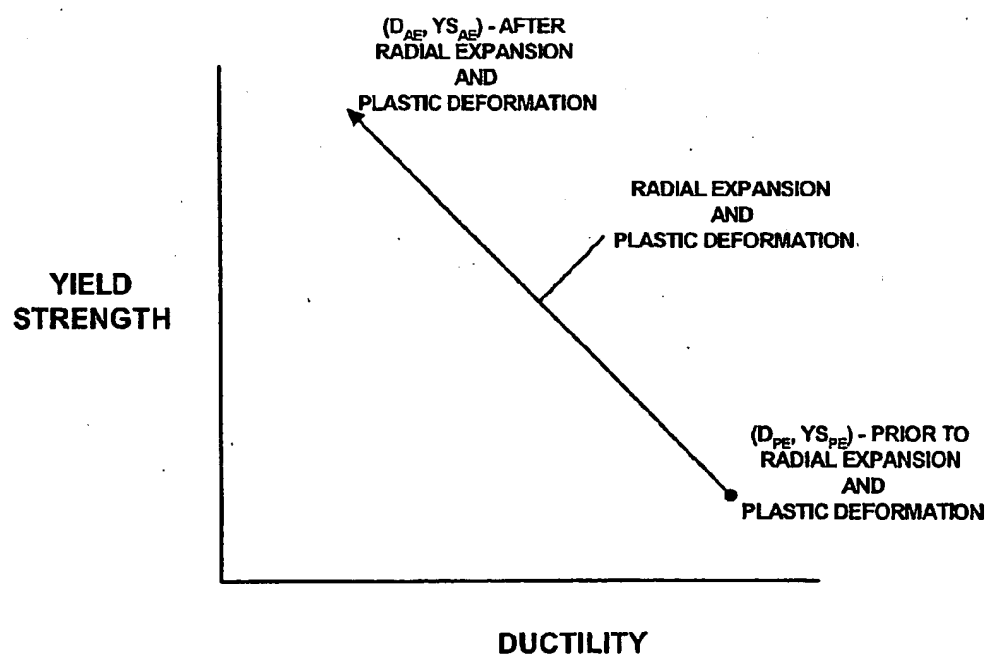 (D_AE, YS_AE) - AFTER
RADIAL EXPANSION
AND
PLASTIC DEFORMATION
RADIAL EXPANSION
AND
PLASTIC DEFORMATION
YIELD
STRENGTH
(D_PE, YS_PE) - PRIOR TO
RADIAL EXPANSION
AND
PLASTIC DEFORMATION
DUCTILITY